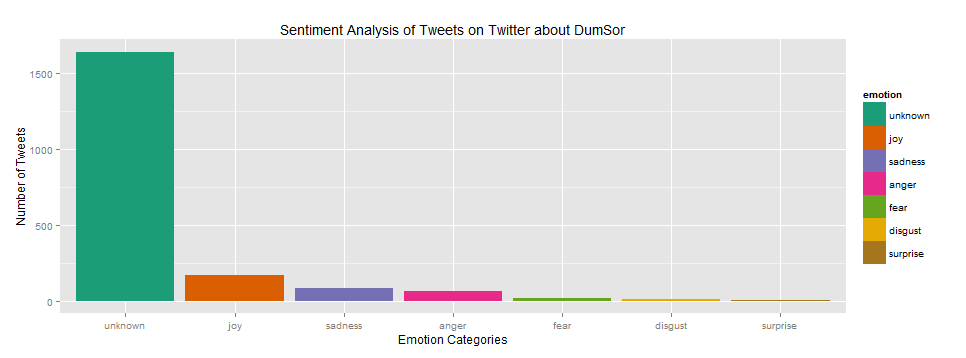 Sentiment Analysis of Tweets on Twitter about DumSor
Number of Tweets
1500
1000
500
0
unknown joy sadness anger fear disgust surprise
Emotion Categories
emotion
unknown
joy
sadness
anger
fear
disgust
surprise